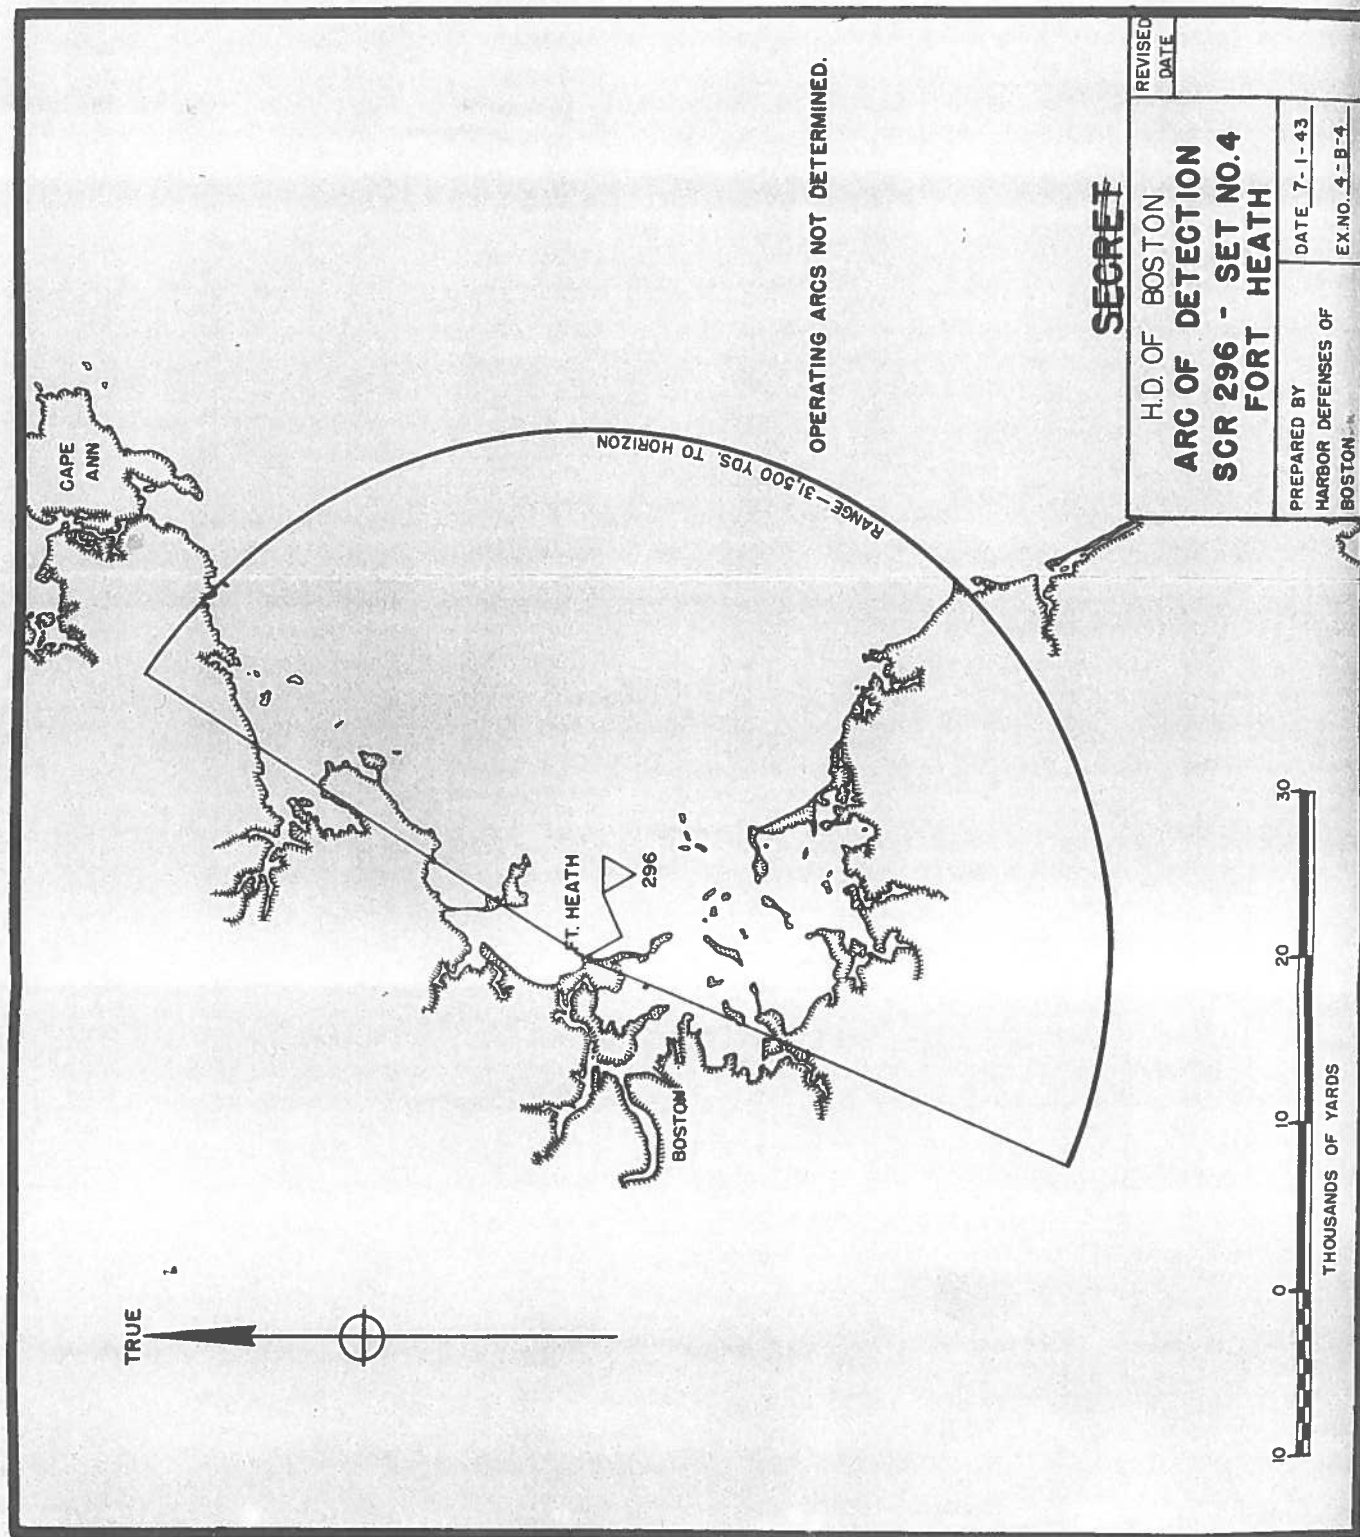 TRUE
CAPE
ANN
RANGE—31,500 YDS. TO HORIZON
OPERATING ARCS NOT DETERMINED.
FT. HEATH
296
BOSTON
10 0 10 20 30
THOUSANDS OF YARDS
SECRET
H.D. OF BOSTON
ARC OF DETECTION
SCR 296 - SET NO.4
FORT HEATH
REVISED
DATE
PREPARED BY
HARBOR DEFENSES OF
BOSTON
DATE 7-1-43
EX.NO. 4-B-4